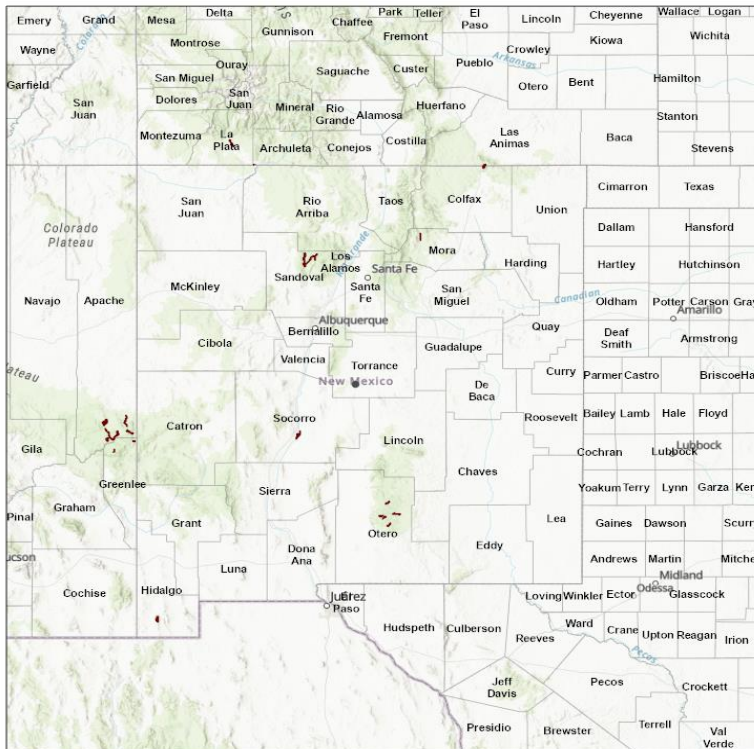 Emery
Grand
Mesa
Delta
Gunnison
Chaffee
Park
Teller
El
Paso
Lincoln
Cheyenne
Wallace
Logan
Wayne
Colorado
Montrose
Fremont
Crowley
Kiowa
Wichita
Garfield
San Miguel
Ouray
Saguache
Custer
Pueblo
Arkansas
Otero
Bent
Hamilton
San
Juan
Dolores
San
Juan
Mineral
Rio
Grande
Alamosa
Huerfano
Stanton
Montezuma
La
Plata
Archuleta
Conejos
Costilla
Las
Animas
Baca
Stevens
San
Juan
Rio
Arriba
Taos
Colfax
Union
Cimarron
Texas
Colorado
Plateau
Dallam
Hansford
Navajo
Apache
McKinley
Sandoval
Los
Alamos
Santa Fe
Santa
Fe
Mora
Harding
Hartley
Hutchinson
San
Miguel
Canadian
Oldham
Potter
Carson
Gray
Amarillo
Albuquerque
Bernalillo
Cibola
Quay
Deaf
Smith
Armstrong
Valencia
Torrance
Guadalupe
New Mexico
De
Baca
Curry
Parmer
Castro
Briscoe
Catron
Socorro
Lincoln
Roosevelt
Bailey
Lamb
Hale
Floyd
Gila
Cochran
Lubbock
Lubbock
Greenlee
Chaves
Graham
Sierra
Yoakum
Terry
Lynn
Garza
Pinal
Grant
Otero
Lea
Gaines
Dawson
Luna
Dona
Ana
Eddy
Andrews
Martin
Cochise
Hidalgo
Midland
Odessa
Juárez
Paso
Loving
Winkler
Ector
Glasscock
Hudspeth
Culberson
Reeves
Ward
Crane
Upton
Reagan
Irion
Pecos
Jeff
Davis
Pecos
Crockett
Presidio
Brewster
Terrell
Val
Verde